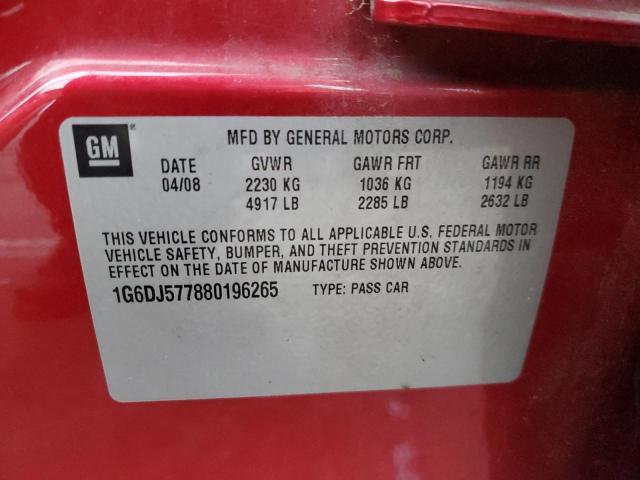 GM
MFD BY GENERAL MOTORS CORP.
DATE GVWR GAWR FRT GAWR RR
04/08 2230 KG 1036 KG 1194 KG
4917 LB 2285 LB 2632 LB
THIS VEHICLE CONFORMS TO ALL APPLICABLE U.S. FEDERAL MOTOR
VEHICLE SAFETY, BUMPER, AND THEFT PREVENTION STANDARDS IN
EFFECT ON THE DATE OF MANUFACTURE SHOWN ABOVE.
1G6DJ577880196265 TYPE: PASS CAR